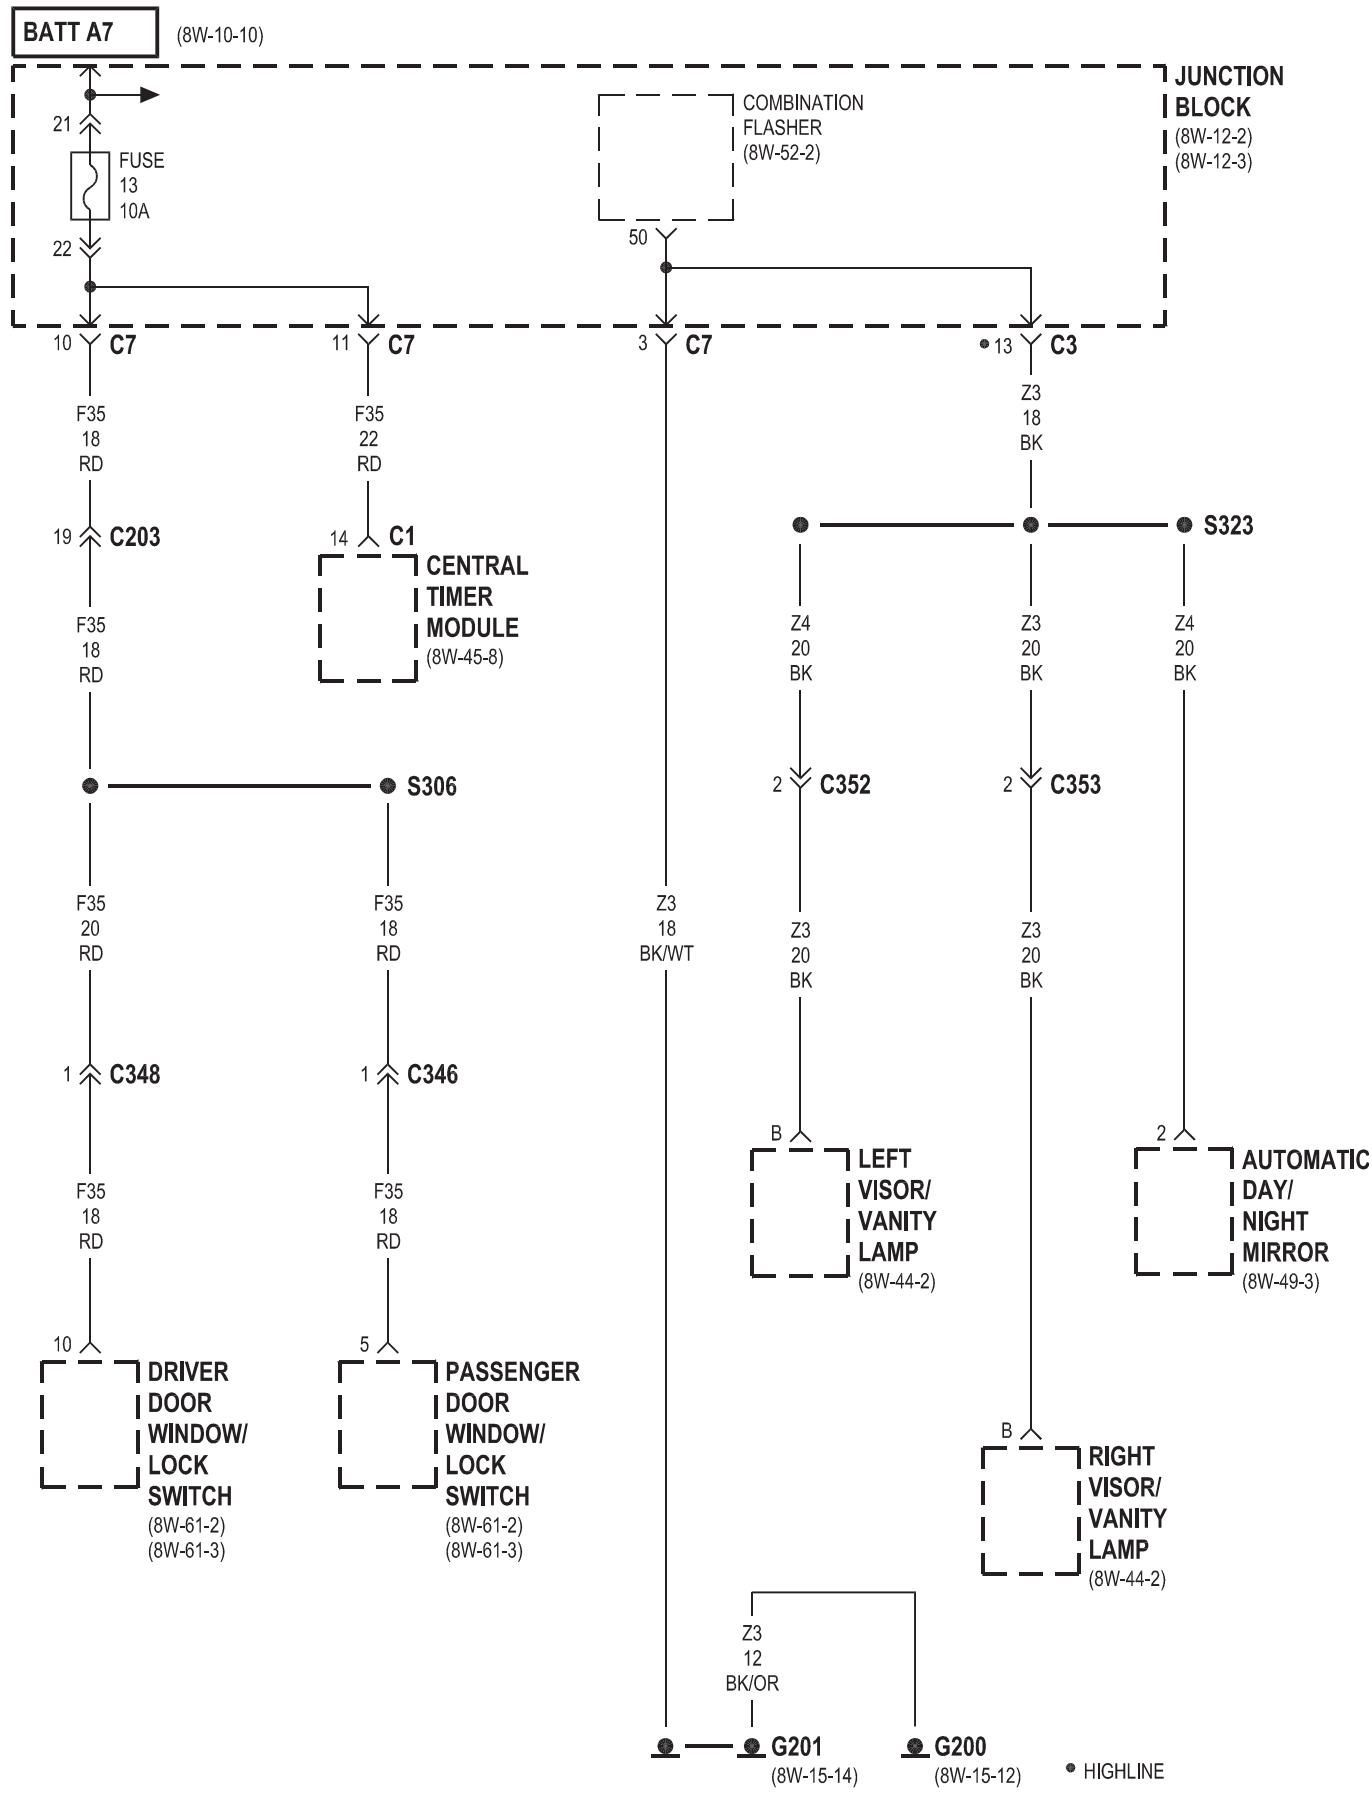 BATT A7
(8W-10-10)
JUNCTION
BLOCK
(8W-12-2)
(8W-12-3)
COMBINATION
FLASHER
(8W-52-2)
21
FUSE
13
10A
22
50
10
C7
11
C7
3
C7
• 13
C3
F35
18
RD
F35
22
RD
Z3
18
BK
19
C203
14
C1
CENTRAL
TIMER
MODULE
(8W-45-8)
S323
F35
18
RD
Z4
20
BK
Z3
20
BK
Z4
20
BK
S306
2
C352
2
C353
F35
20
RD
F35
18
RD
Z3
18
BK/WT
Z3
20
BK
Z3
20
BK
1
C348
1
C346
B
LEFT
VISOR/
VANITY
LAMP
(8W-44-2)
2
AUTOMATIC
DAY/
NIGHT
MIRROR
(8W-49-3)
F35
18
RD
F35
18
RD
10
DRIVER
DOOR
WINDOW/
LOCK
SWITCH
(8W-61-2)
(8W-61-3)
5
PASSENGER
DOOR
WINDOW/
LOCK
SWITCH
(8W-61-2)
(8W-61-3)
B
RIGHT
VISOR/
VANITY
LAMP
(8W-44-2)
Z3
12
BK/OR
G201
(8W-15-14)
G200
(8W-15-12)
• HIGHLINE